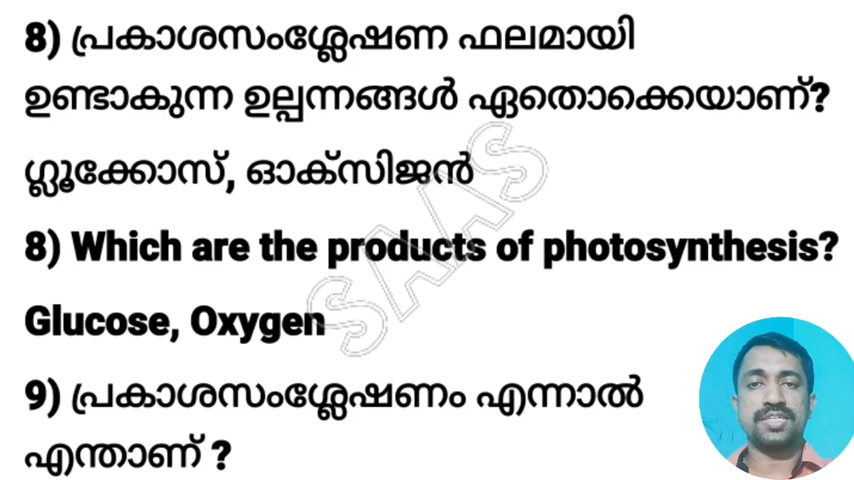 8) പ്രകാശസംശ്ലേഷണ ഫലമായി
ഉണ്ടാകുന്ന ഉല്പന്നങ്ങൾ ഏതൊക്കെയാണ്?
ഗ്ലൂക്കോസ്, ഓക്സിജൻ
8) Which are the products of photosynthesis?
Glucose, Oxygen
9) പ്രകാശസംശ്ലേഷണം എന്നാൽ
എന്താണ് ?
SAAS